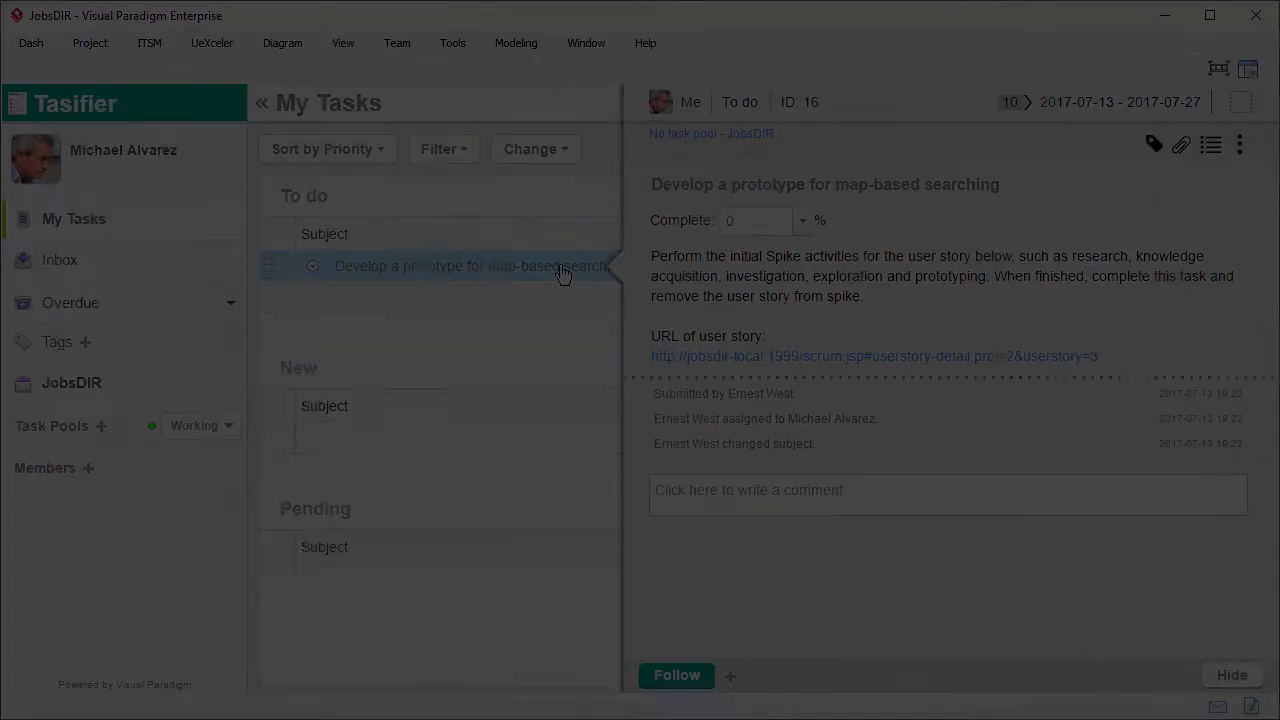 JobsDIR - Visual Paradigm Enterprise
Dash Project ITSM UeXceler Diagram View Team Tools Modeling Window Help
Tasifier
Michael Alvarez
My Tasks
Inbox
Overdue
Tags +
JobsDIR
Task Pools + Working
Members +
Powered by Visual Paradigm
« My Tasks
Sort by Priority Filter Change
To do
Subject
Develop a prototype for map-based search
New
Subject
Pending
Subject
Me To do ID: 16 10 2017-07-13 - 2017-07-27
No task pool - JobsDIR
Develop a prototype for map-based searching
Complete: 0 %
Perform the initial Spike activities for the user story below, such as research, knowledge
acquisition, investigation, exploration and prototyping. When finished, complete this task and
remove the user story from spike.
URL of user story:
http://jobsdir-local:1999/scrum.jsp#userstory-detail:proj=2&userstory=3
Submitted by Ernest West. 2017-07-13 19:22
Ernest West assigned to Michael Alvarez. 2017-07-13 19:22
Ernest West changed subject. 2017-07-13 19:22
Click here to write a comment
Follow + Hide